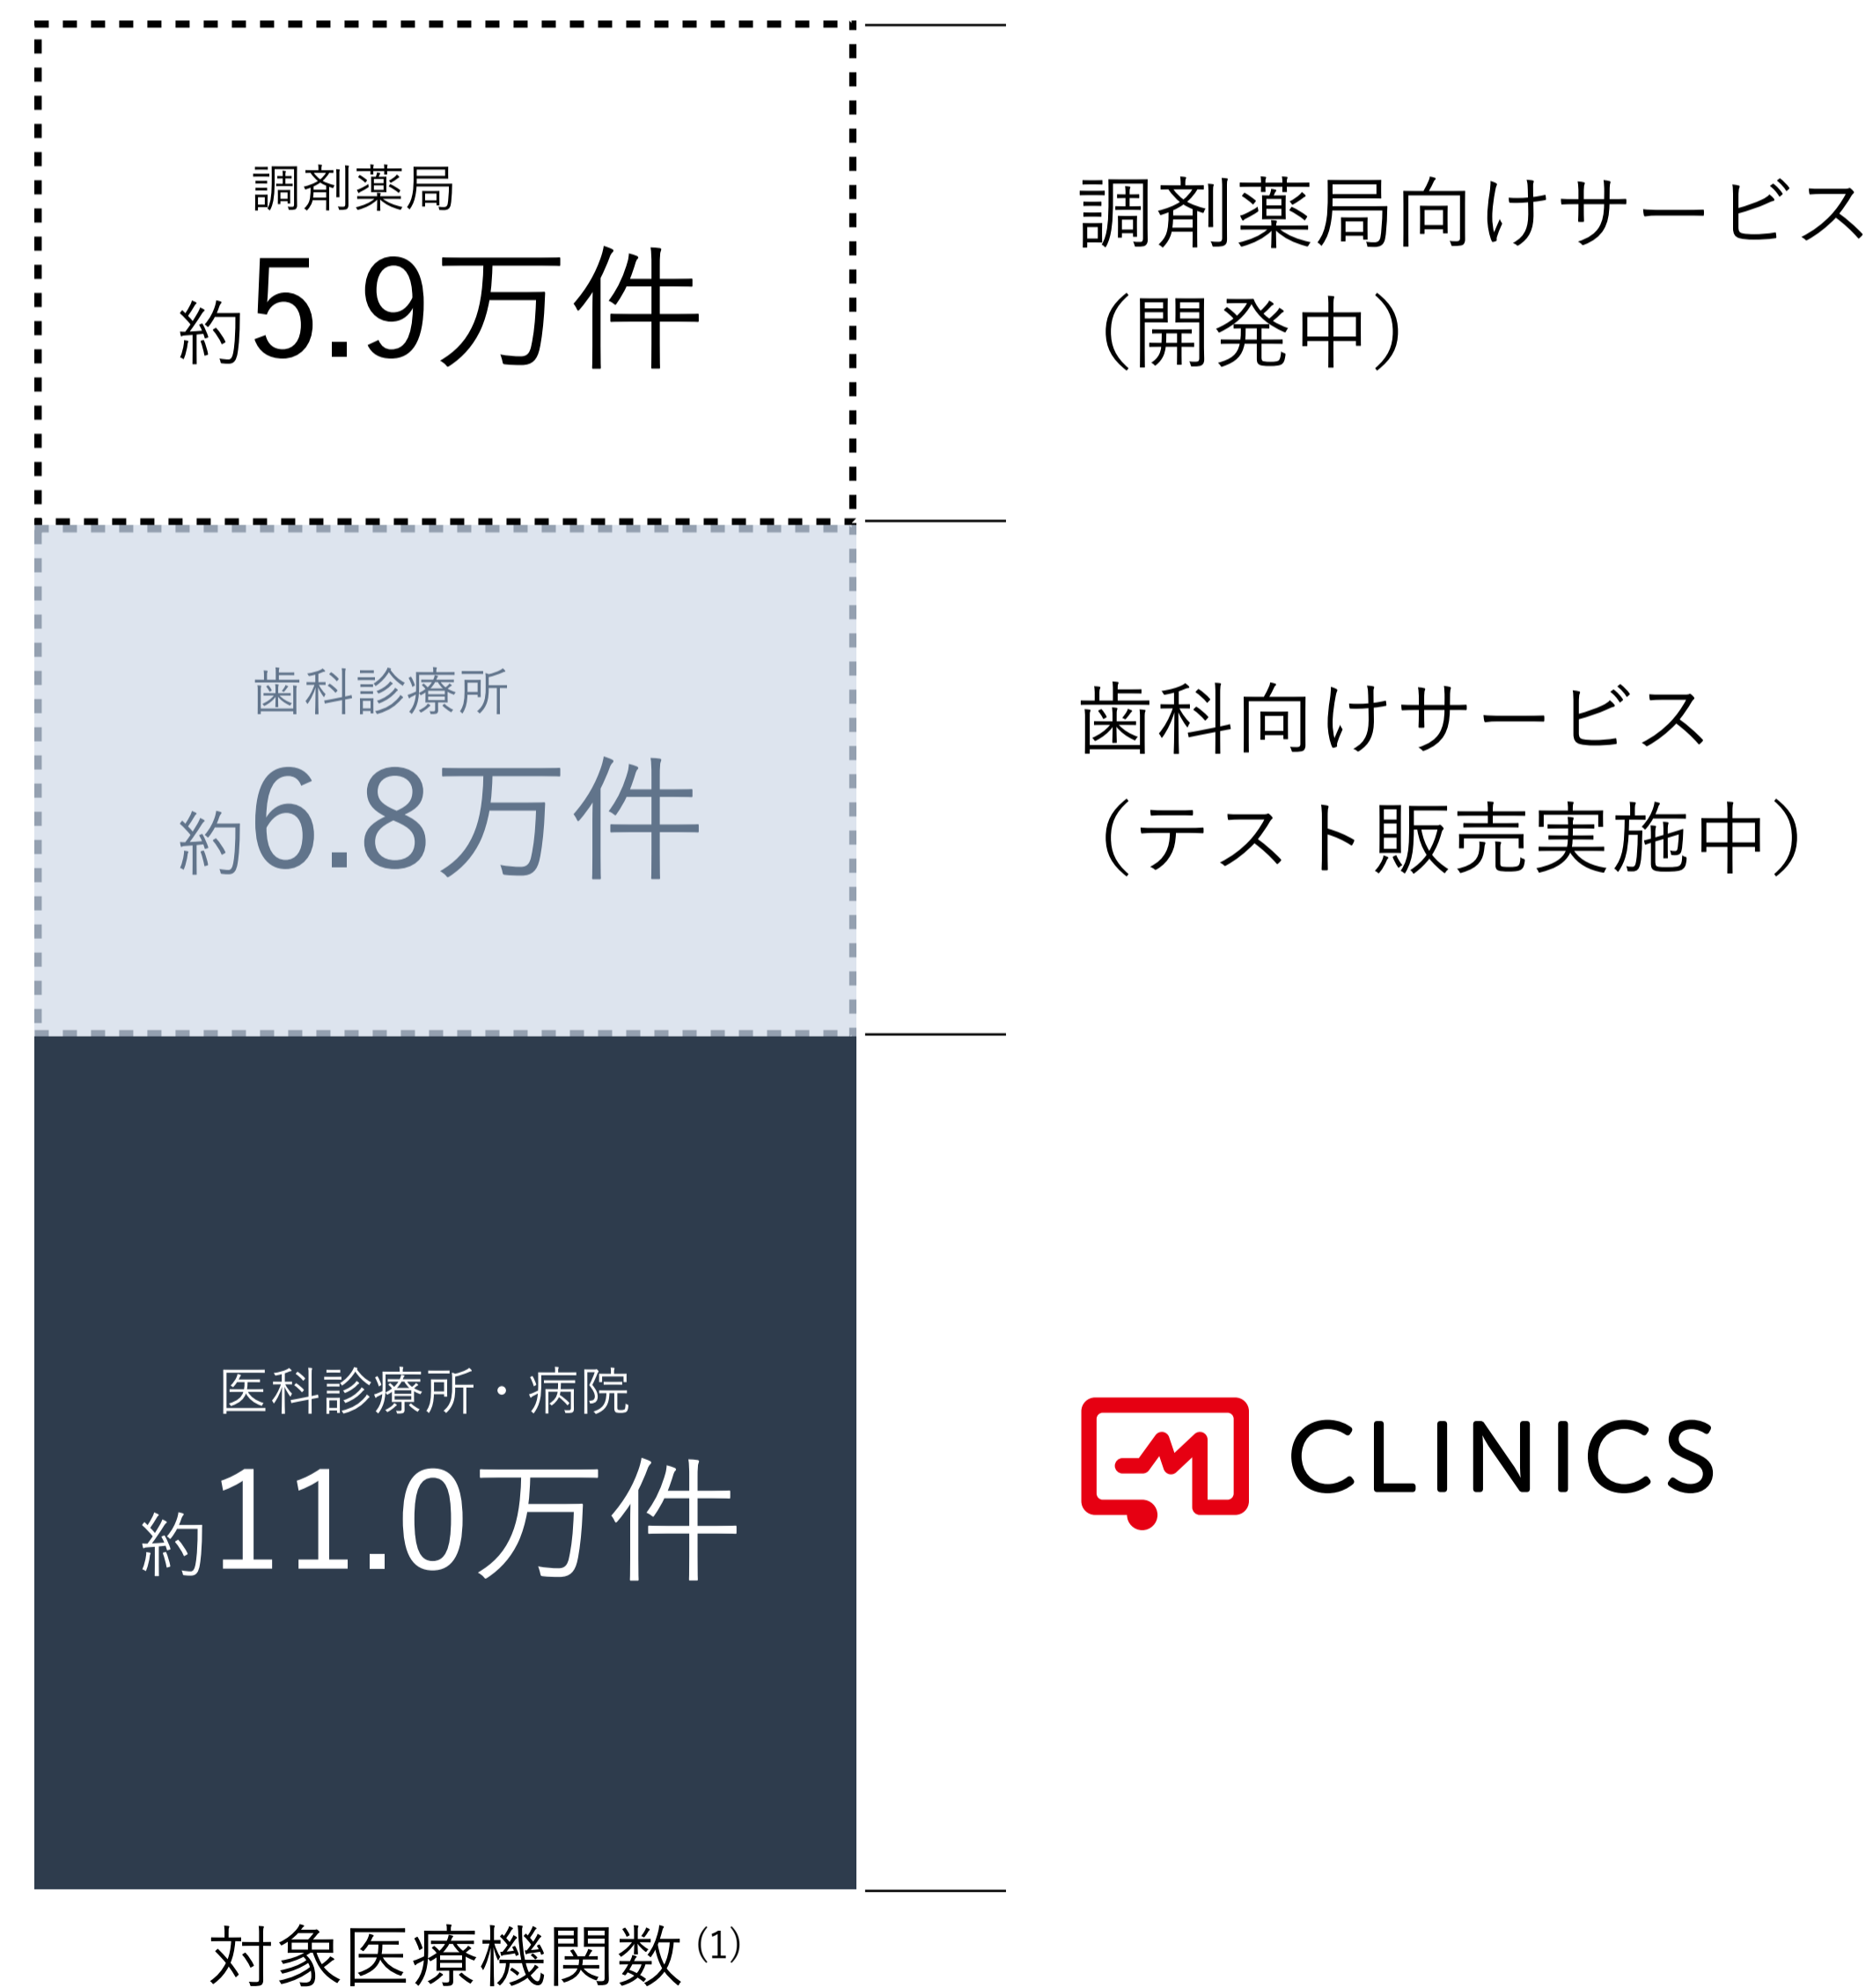 調剤薬局
約5.9万件
調剤薬局向けサービス
（開発中）
歯科診療所
約6.8万件
歯科向けサービス
（テスト販売実施中）
医科診療所・病院
約11.0万件
CLINICS
対象医療機関数（1）